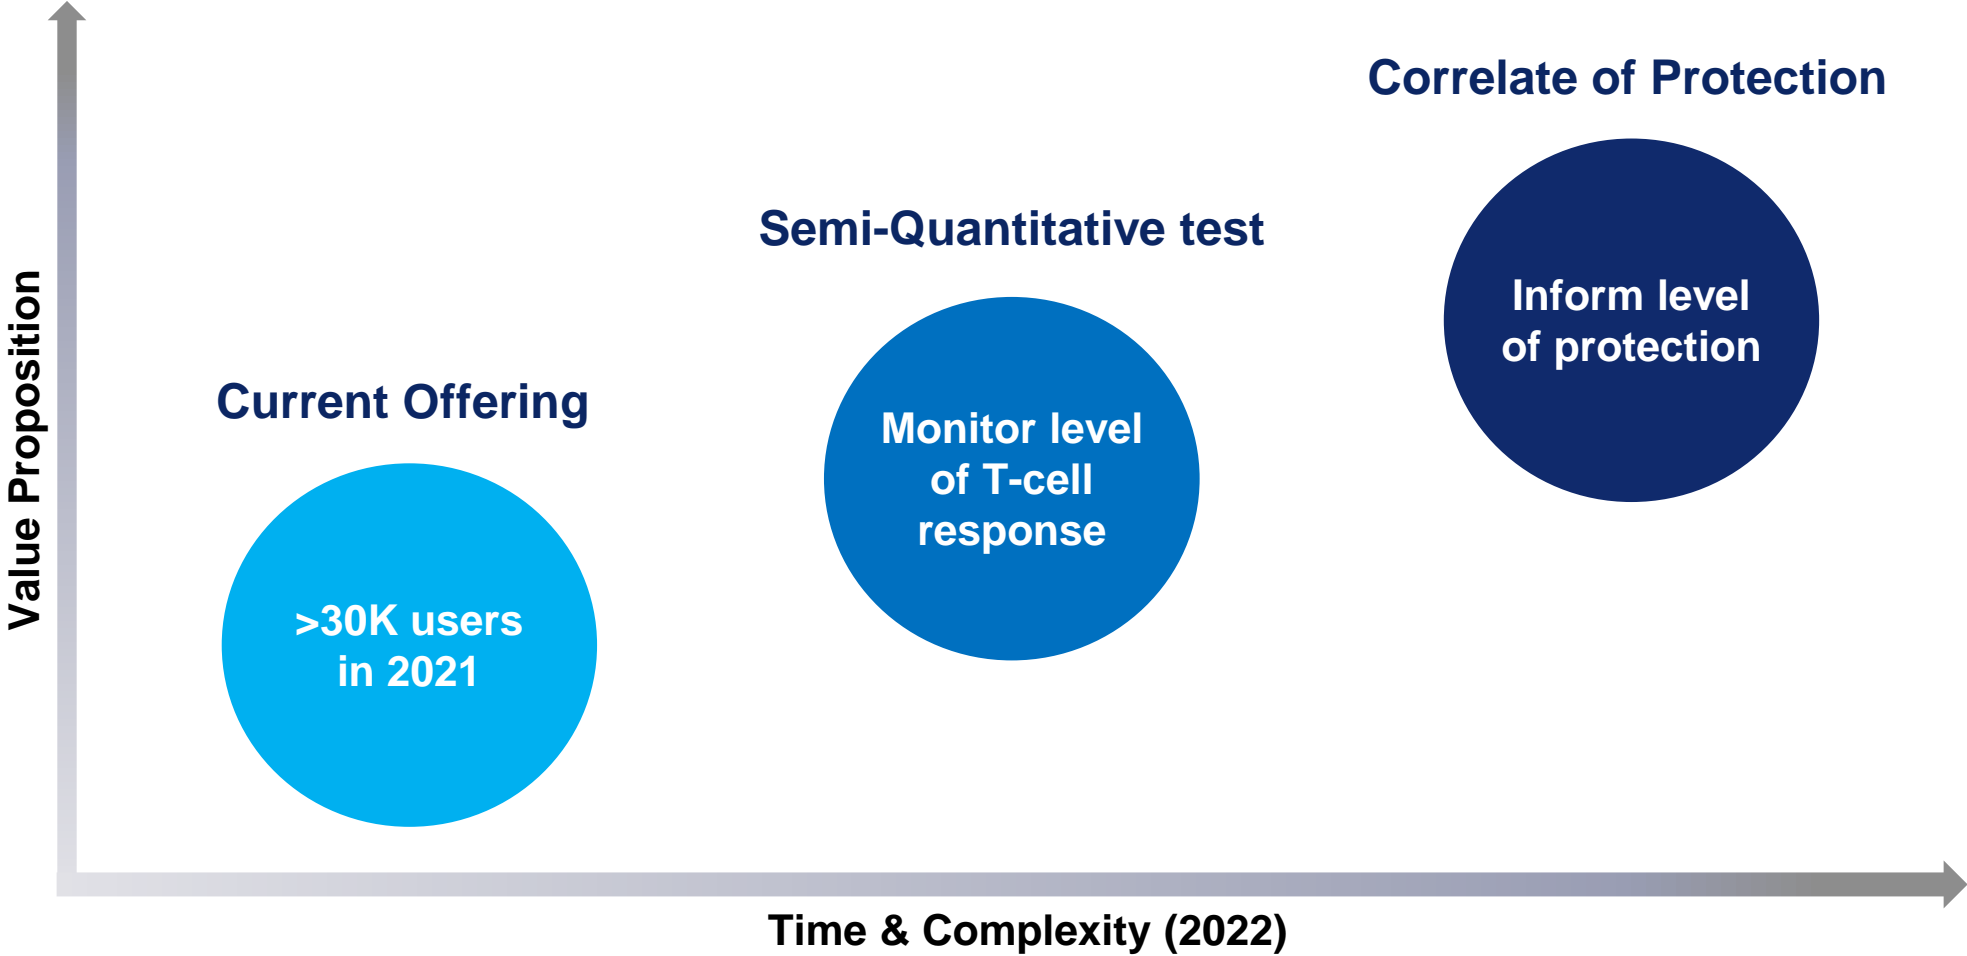 Value Proposition
Current Offering
>30K users
in 2021
Semi-Quantitative test
Monitor level
of T-cell
response
Correlate of Protection
Inform level
of protection
Time & Complexity (2022)